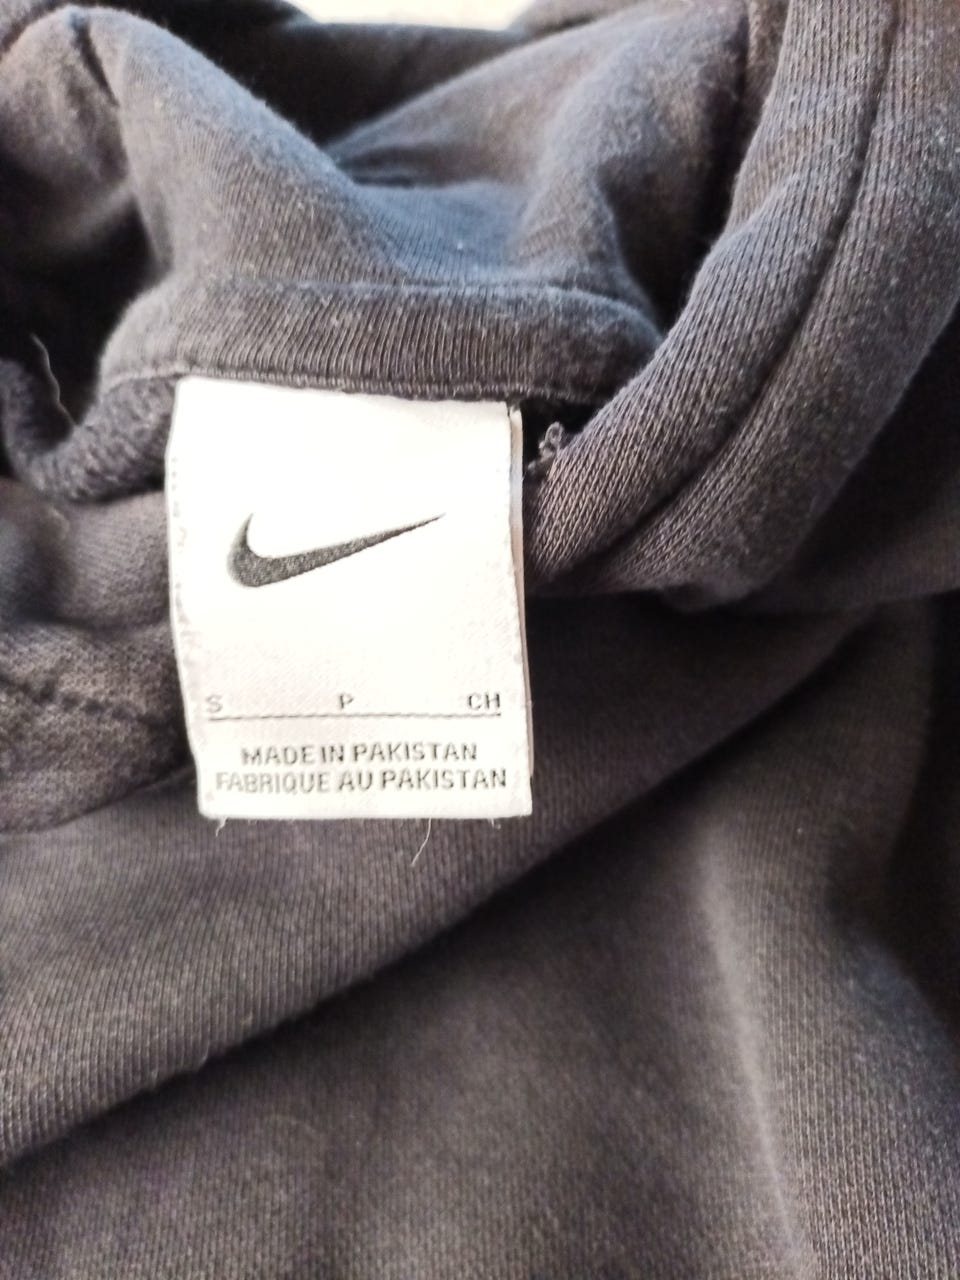 S P CH
MADE IN PAKISTAN
FABRIQUE AU PAKISTAN